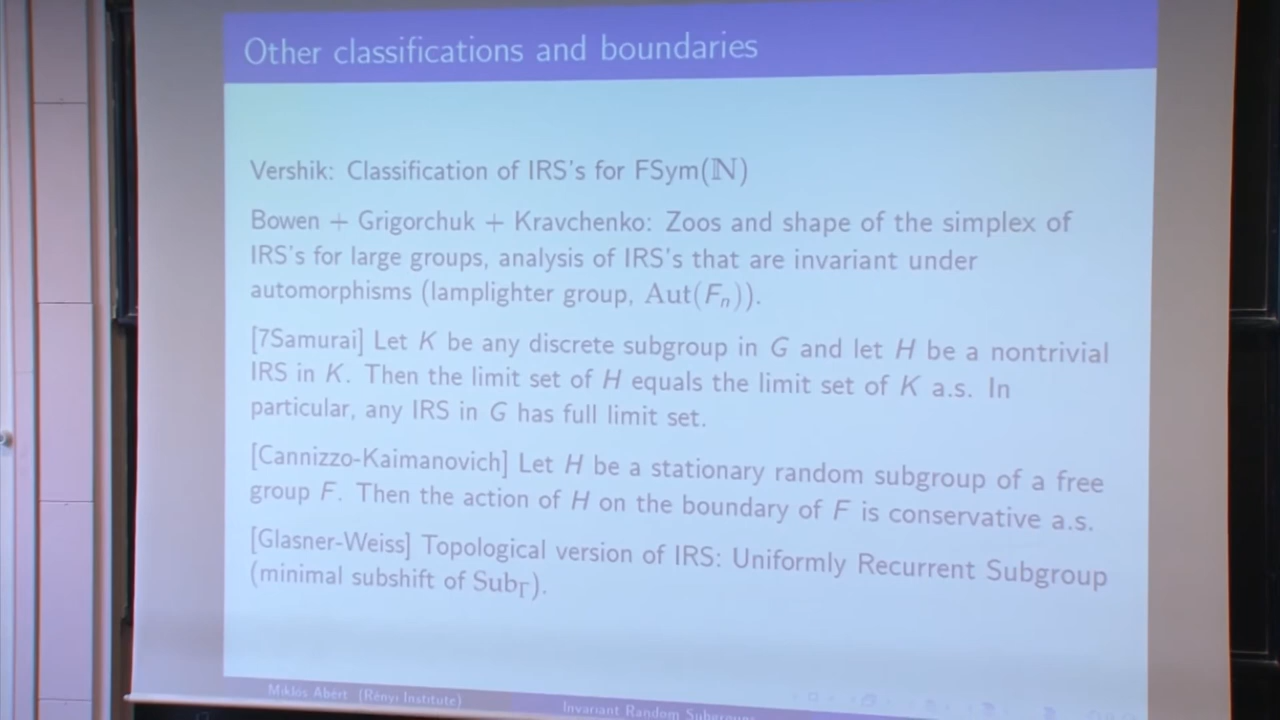 Other classifications and boundaries
Vershik: Classification of IRS's for FSym(ℕ)
Bowen + Grigorchuk + Kravchenko: Zoos and shape of the simplex of
IRS's for large groups, analysis of IRS's that are invariant under
automorphisms (lamplighter group, Aut(Fₙ)).
[7Samurai] Let K be any discrete subgroup in G and let H be a nontrivial
IRS in K. Then the limit set of H equals the limit set of K a.s. In
particular, any IRS in G has full limit set.
[Cannizzo-Kaimanovich] Let H be a stationary random subgroup of a free
group F. Then the action of H on the boundary of F is conservative a.s.
[Glasner-Weiss] Topological version of IRS: Uniformly Recurrent Subgroup
(minimal subshift of Sub_Γ).
Miklós Abért (Rényi Institute)
Invariant Random Subgroups